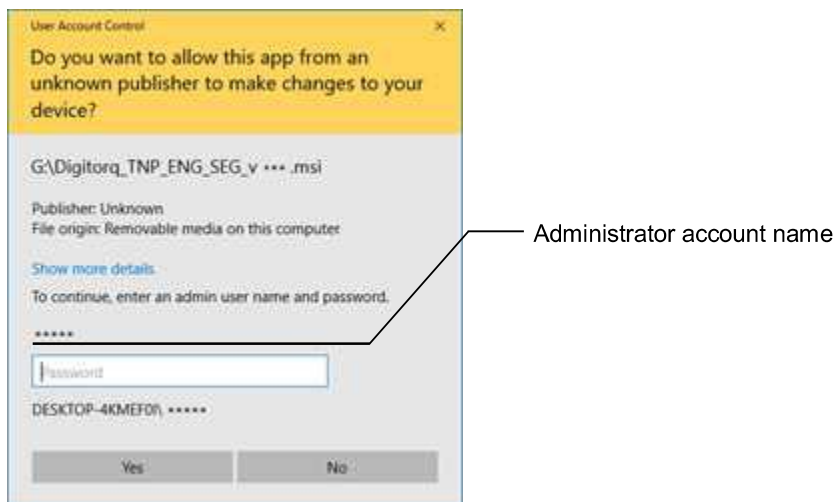 User Account Control ×
Do you want to allow this app from an
unknown publisher to make changes to your
device?
G:\Digitorq_TNP_ENG_SEG_v ••• .msi
Publisher: Unknown
File origin: Removable media on this computer
Administrator account name
Show more details
To continue, enter an admin user name and password.
•••••
Password
DESKTOP-4KMEF0I\ •••••
Yes
No